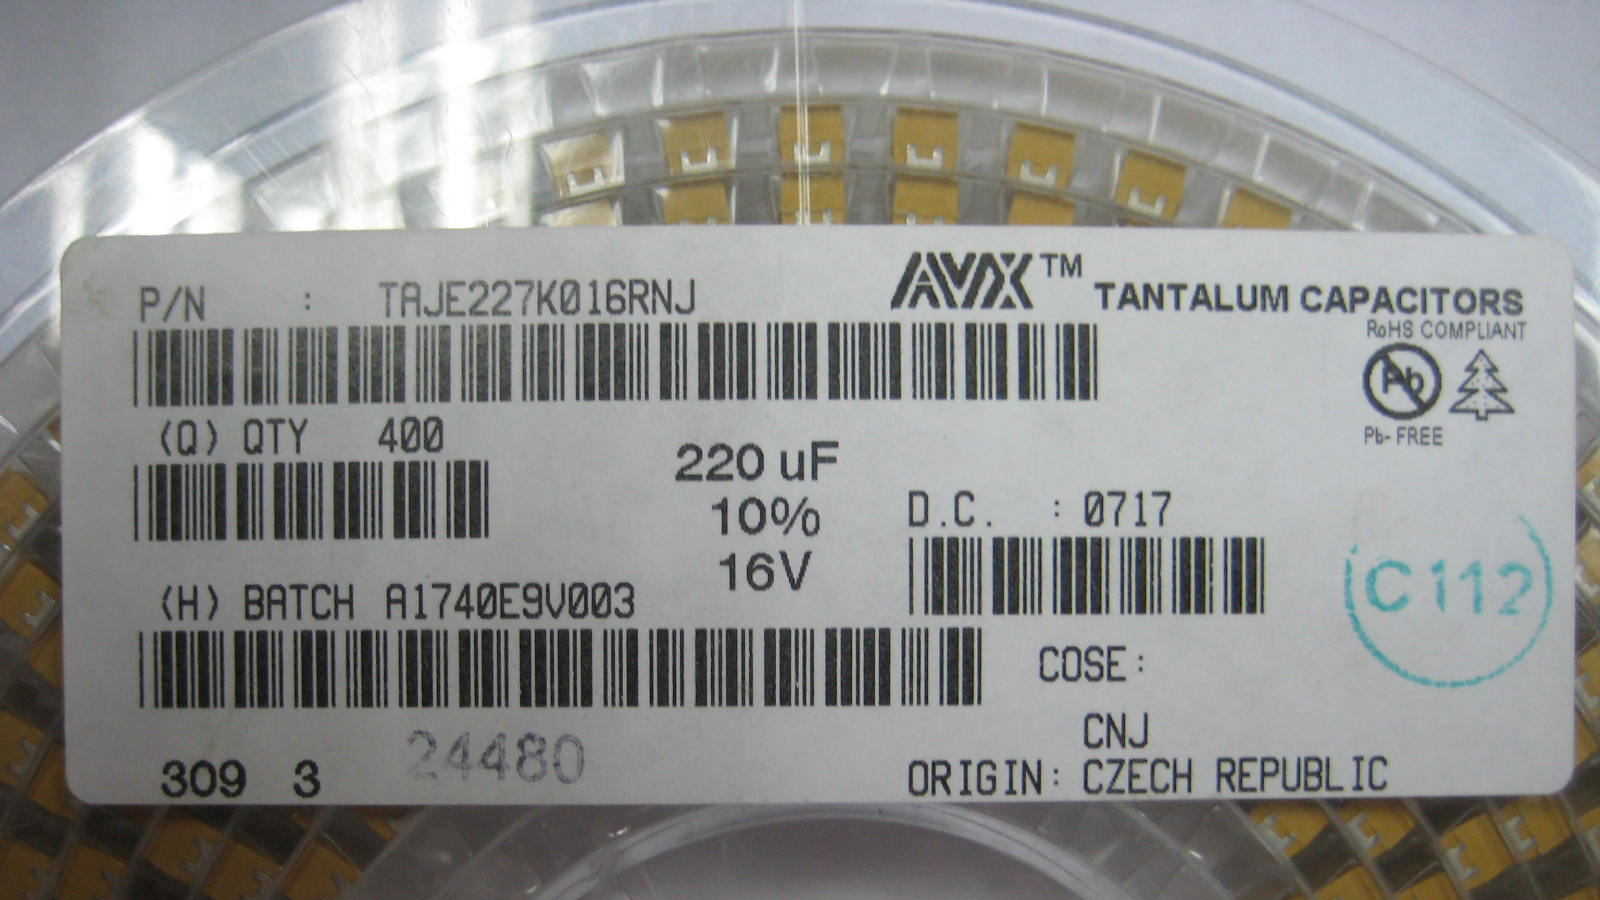 P/N : TAJE227K016RNJ
AVX™ TANTALUM CAPACITORS
RoHS COMPLIANT
Pb
Pb-FREE
(Q) QTY 400
220 uF
10%
16V
D.C. : 0717
(H) BATCH A1740E9V003
C112
COSE:
CNJ
24480
309 3
ORIGIN: CZECH REPUBLIC